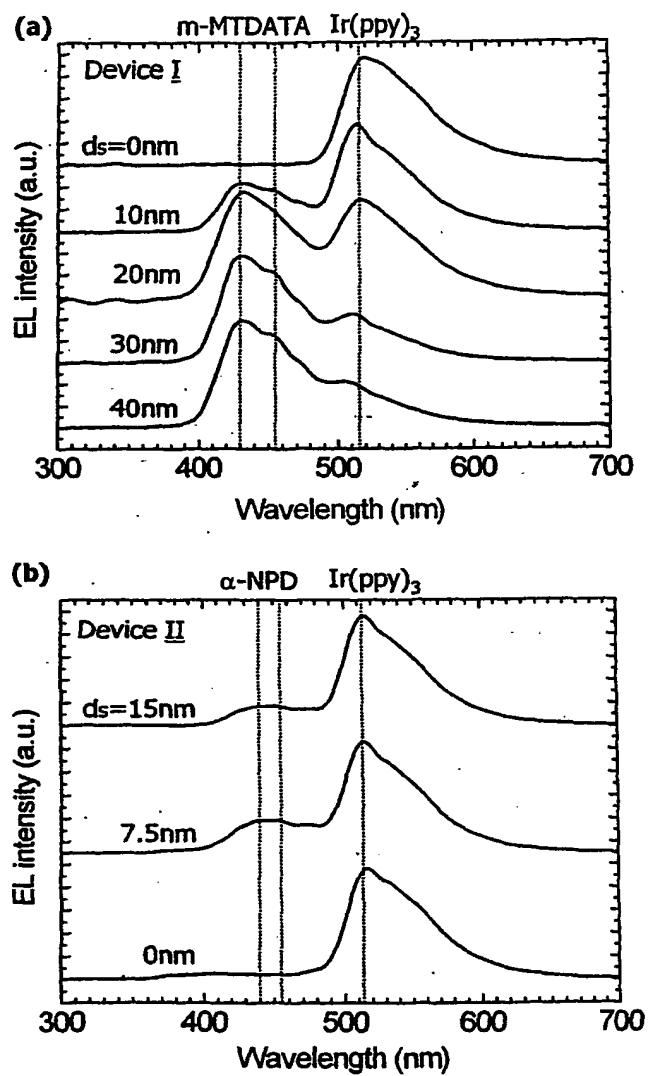 (a)
m-MTDATA Ir(ppy)3
Device I
ds=0nm
10nm
20nm
30nm
40nm
EL intensity (a.u.)
300 400 500 600 700
Wavelength (nm)
(b)
α-NPD Ir(ppy)3
Device II
ds=15nm
7.5nm
0nm
EL intensity (a.u.)
300 400 500 600 700
Wavelength (nm)